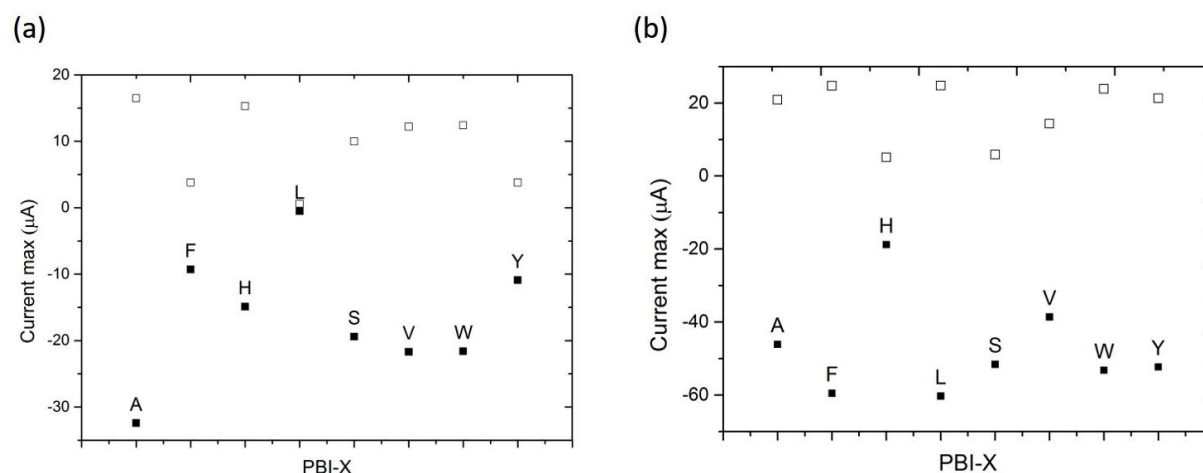 (a)
(b)
20
10
0
-10
-20
-30
Current max (μA)
A
F
H
L
S
V
W
Y
PBI-X
20
0
-20
-40
-60
Current max (μA)
A
F
H
L
S
V
W
Y
PBI-X